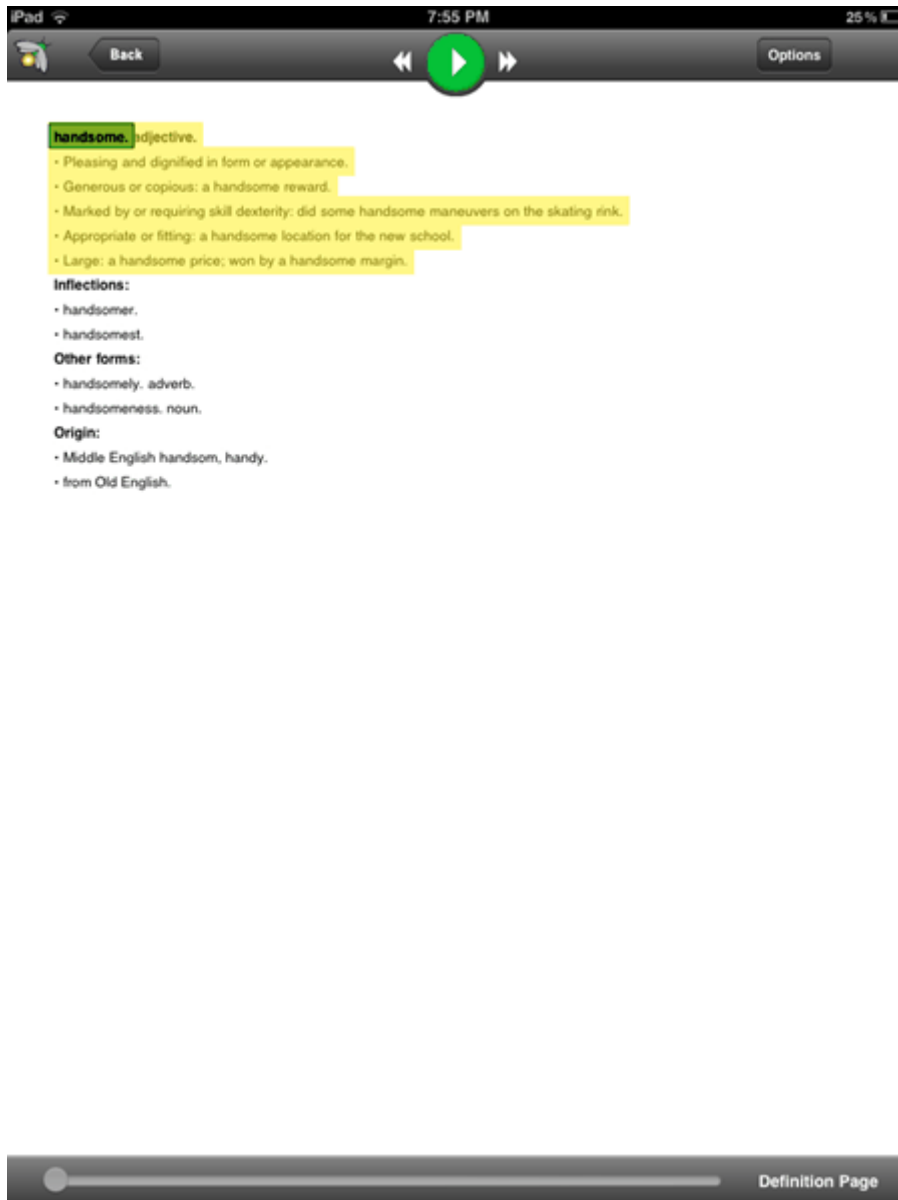 iPad 7:55 PM 25%
Back Options
handsome. adjective.
• Pleasing and dignified in form or appearance.
• Generous or copious: a handsome reward.
• Marked by or requiring skill dexterity: did some handsome maneuvers on the skating rink.
• Appropriate or fitting: a handsome location for the new school.
• Large: a handsome price; won by a handsome margin.
Inflections:
• handsomer.
• handsomest.
Other forms:
• handsomely. adverb.
• handsomeness. noun.
Origin:
• Middle English handsom, handy.
• from Old English.
Definition Page